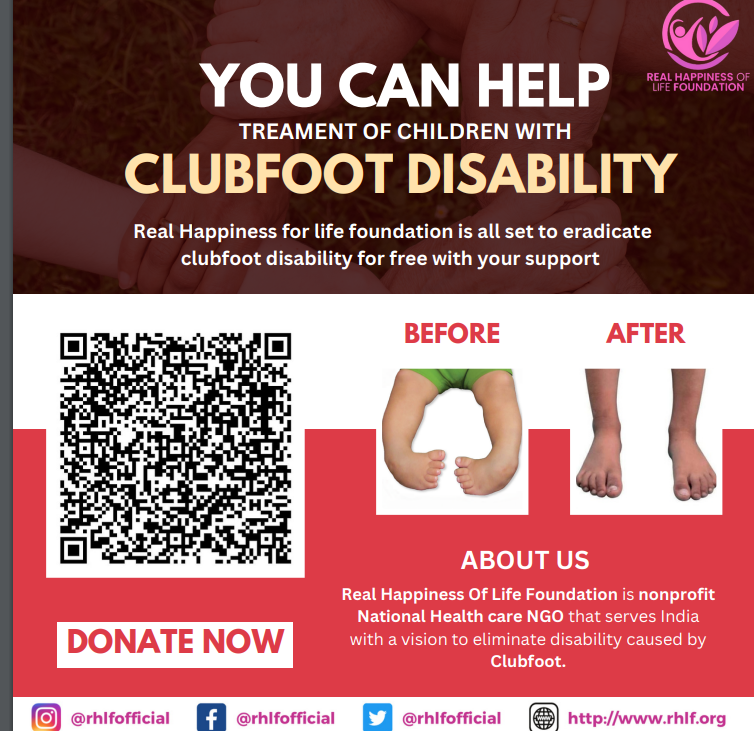 REAL HAPPINESS OF
LIFE FOUNDATION
YOU CAN HELP
TREAMENT OF CHILDREN WITH
CLUBFOOT DISABILITY
Real Happiness for life foundation is all set to eradicate
clubfoot disability for free with your support
BEFORE
AFTER
DONATE NOW
ABOUT US
Real Happiness Of Life Foundation is nonprofit
National Health care NGO that serves India
with a vision to eliminate disability caused by
Clubfoot.
@rhlfofficial
@rhlfofficial
@rhlfofficial
http://www.rhlf.org